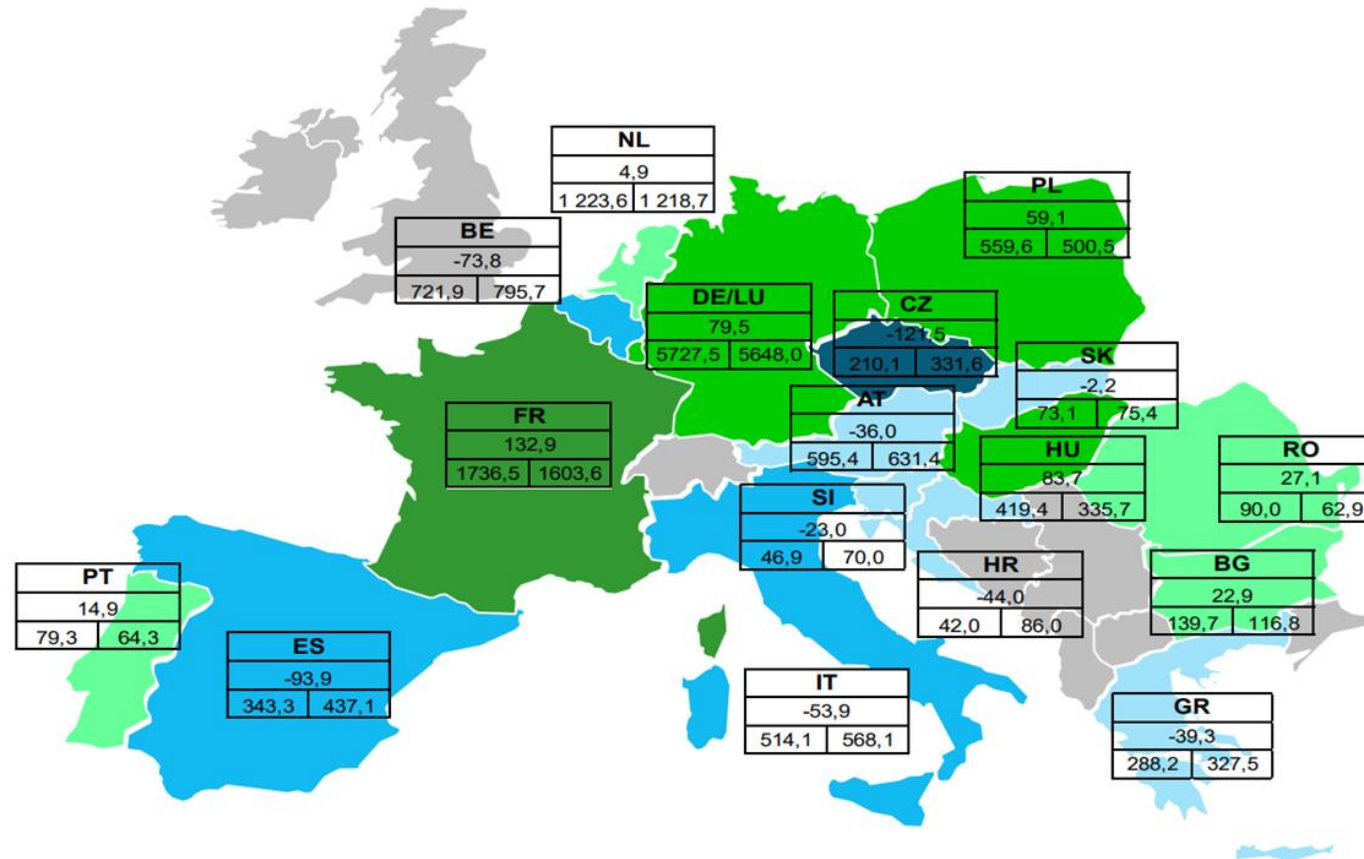 NL
4,9
1 223,6 1 218,7
PL
59,1
559,6 500,5
BE
-73,8
721,9 795,7
DE/LU
79,5
5727,5 5648,0
CZ
-121,5
210,1 331,6
SK
-2,2
73,1 75,4
AT
-36,0
595,4 631,4
FR
132,9
1736,5 1603,6
HU
83,7
419,4 335,7
RO
27,1
90,0 62,9
SI
-23,0
46,9 70,0
HR
-44,0
42,0 86,0
BG
22,9
139,7 116,8
PT
14,9
79,3 64,3
ES
-93,9
343,3 437,1
IT
-53,9
514,1 568,1
GR
-39,3
288,2 327,5